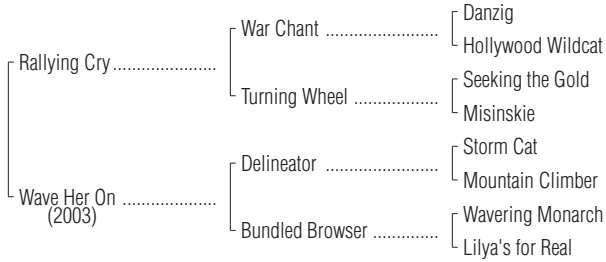 Danzig
War Chant ........................
Hollywood Wildcat
Rallying Cry ......................
Seeking the Gold
Turning Wheel ..................
Misinskie
Storm Cat
Delineator ........................
Mountain Climber
Wave Her On ....................
(2003)
Wavering Monarch
Bundled Browser ..............
Lilya's for Real